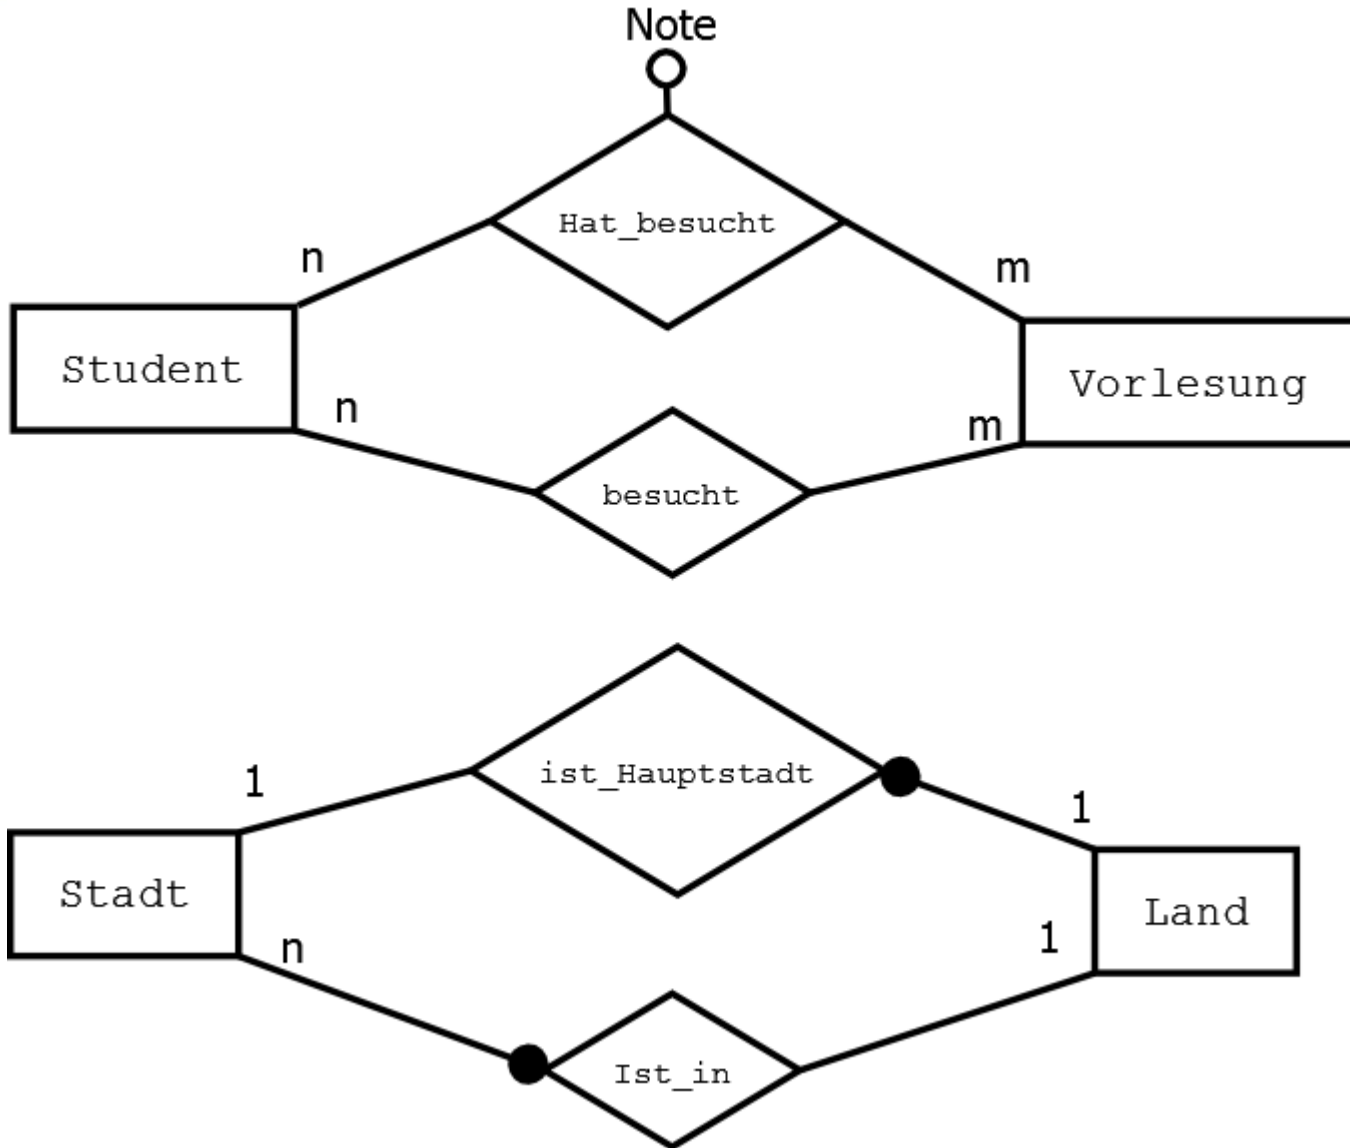 Note
Hat_besucht
n
m
Student
Vorlesung
n
m
besucht
ist_Hauptstadt
1
1
Stadt
Land
n
1
Ist_in